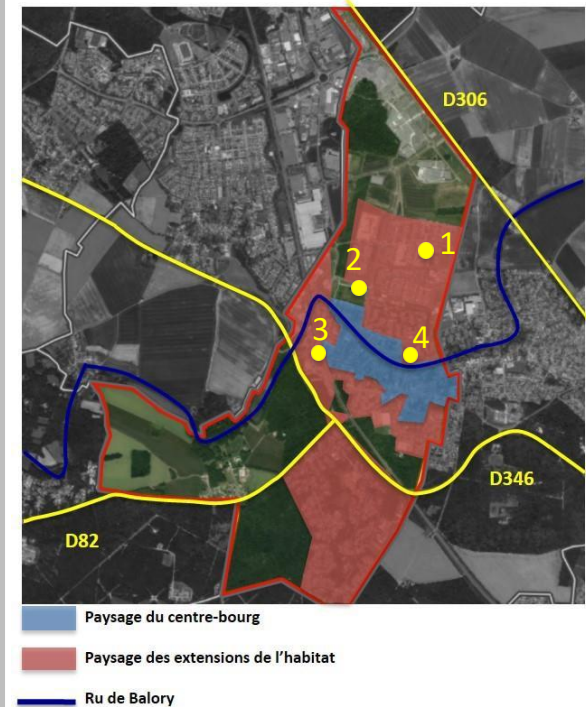 D306
1
2
3
4
D346
D82
Paysage du centre-bourg
Paysage des extensions de l'habitat
Ru de Balory